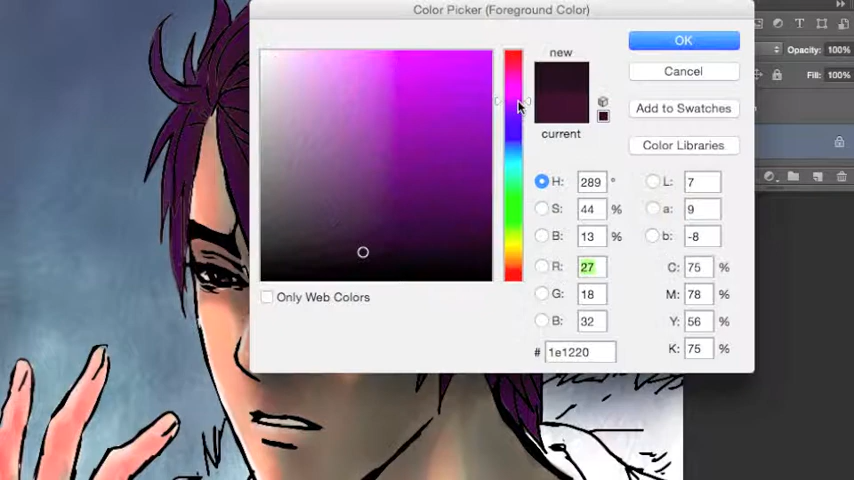 Color Picker (Foreground Color)
new
current
OK
Cancel
Add to Swatches
Color Libraries
H: 289 °
S: 44 %
B: 13 %
R: 27
G: 18
B: 32
# 1e1220
L: 7
a: 9
b: -8
C: 75 %
M: 78 %
Y: 56 %
K: 75 %
Only Web Colors
Opacity: 100%
Fill: 100%